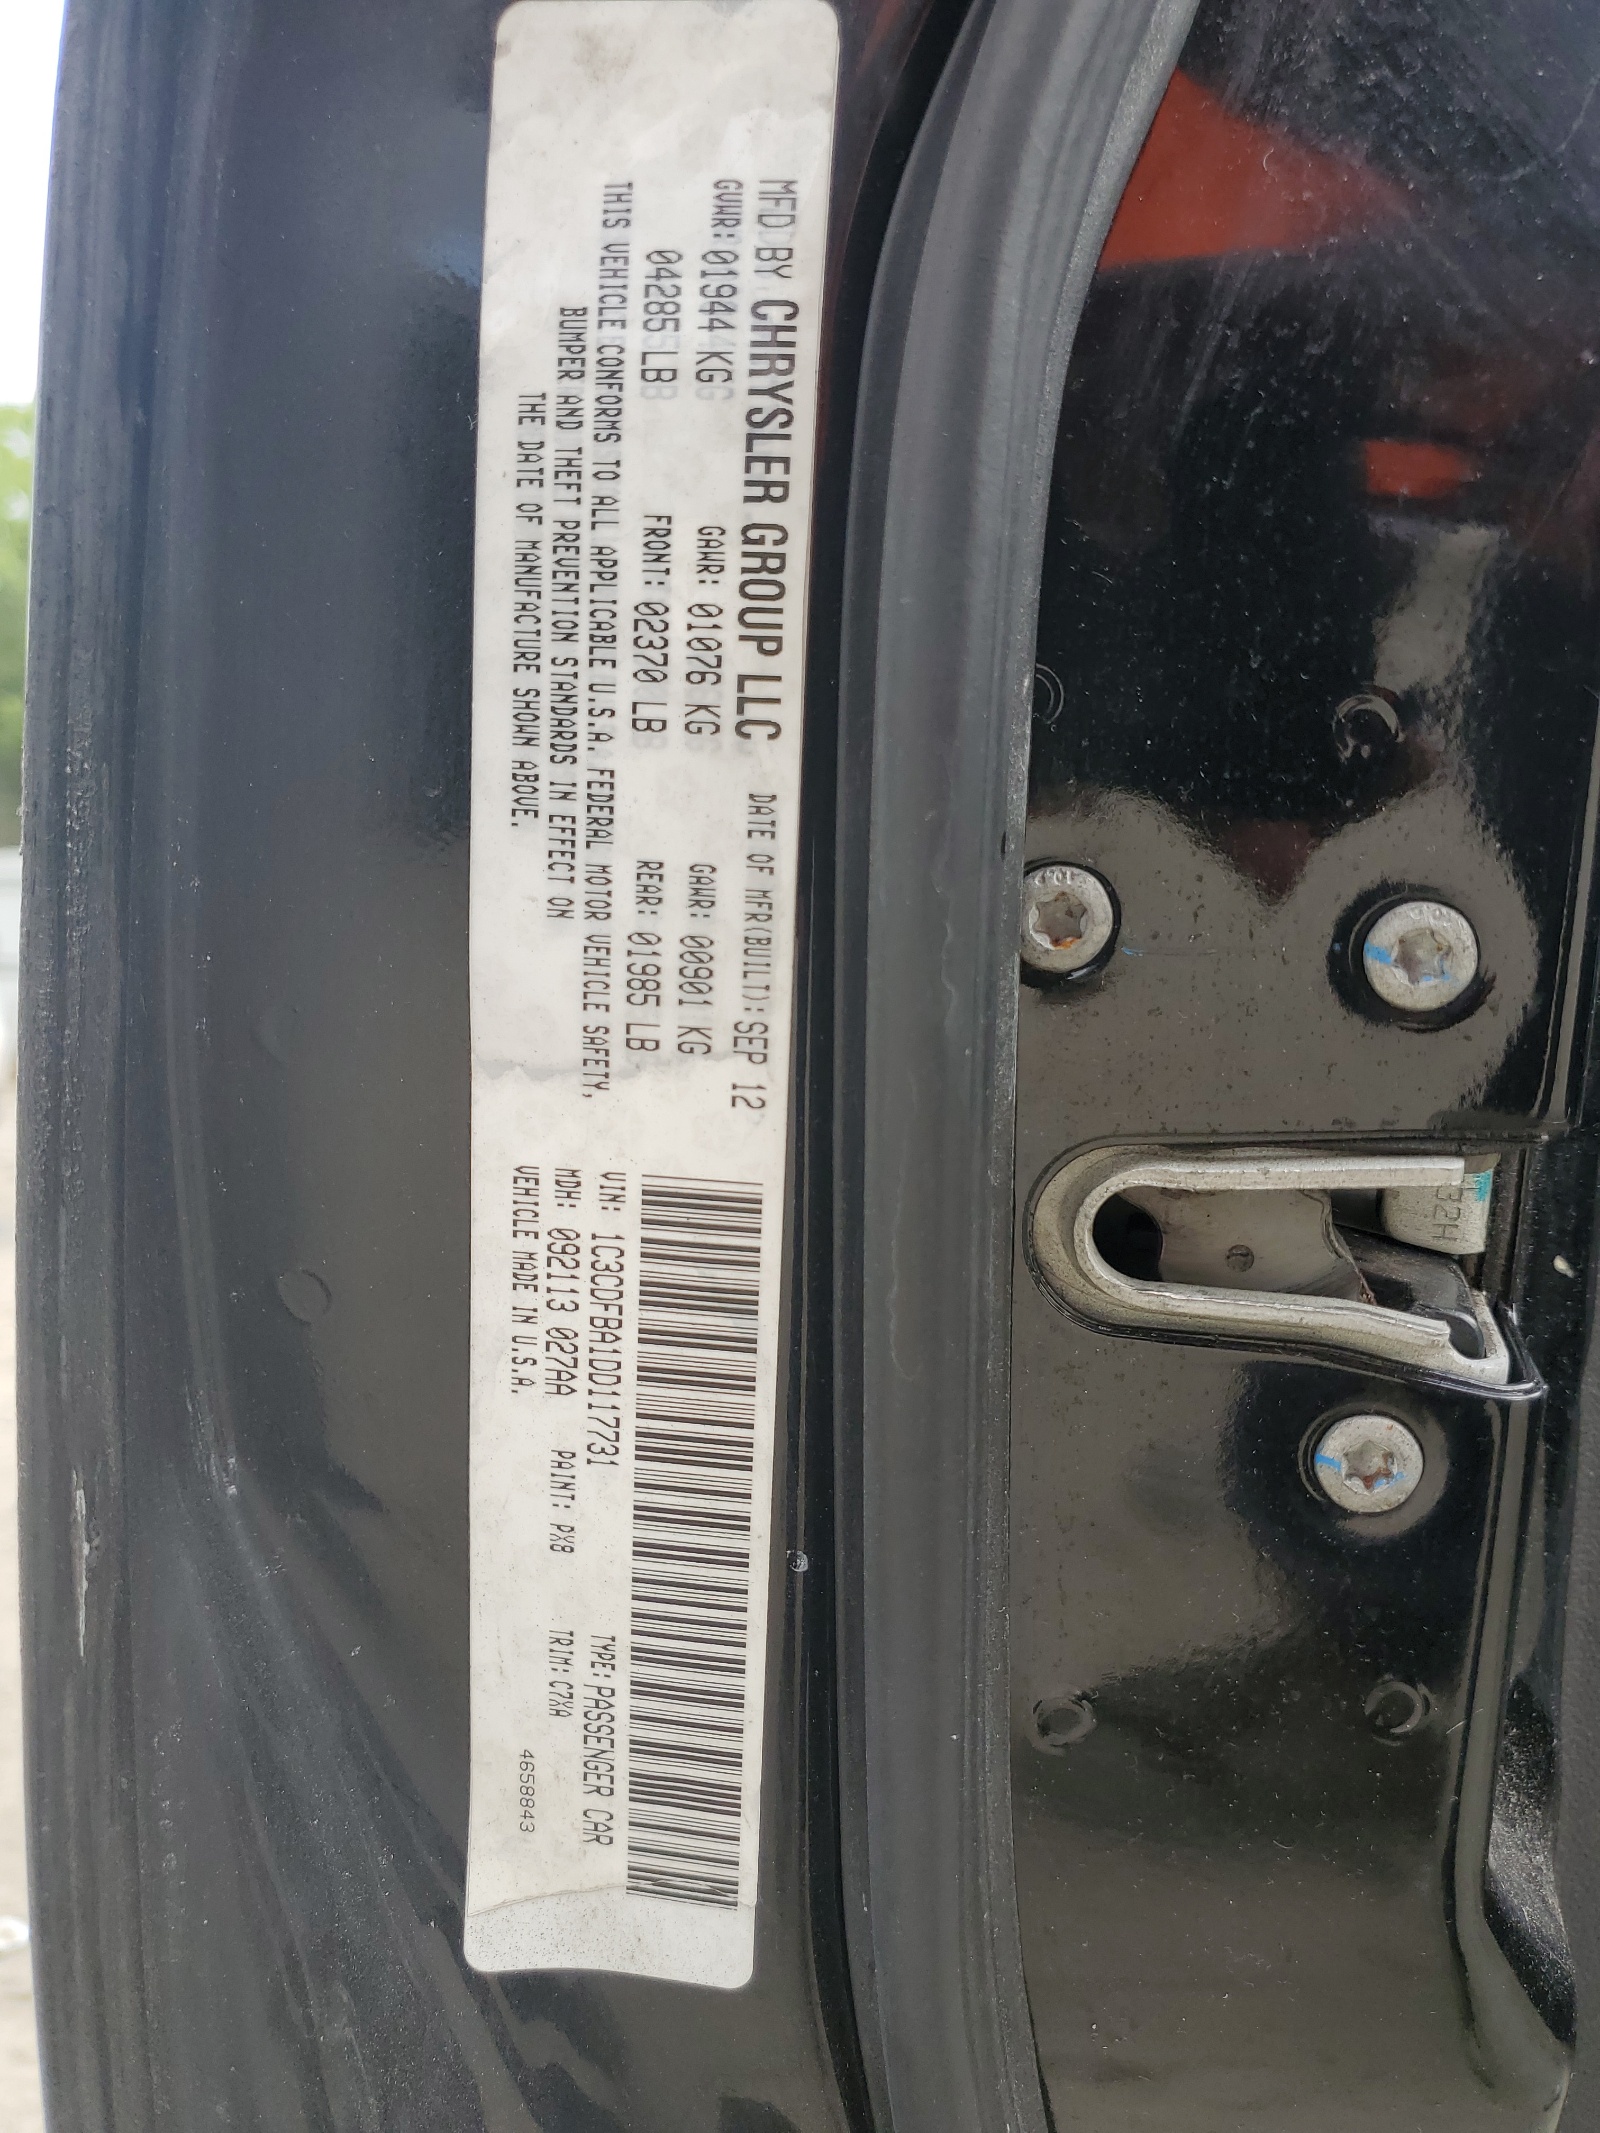 MFD BY CHRYSLER GROUP LLC DATE OF MFR(BUILT): SEP 12
GVWR: 01944 KG GAWR: 01076 KG GAWR: 00901 KG
04285 LB FRONT: 02370 LB REAR: 01985 LB
THIS VEHICLE CONFORMS TO ALL APPLICABLE U.S.A. FEDERAL MOTOR VEHICLE SAFETY,
BUMPER AND THEFT PREVENTION STANDARDS IN EFFECT ON
THE DATE OF MANUFACTURE SHOWN ABOVE.
VIN: 1C3CDFBA1DD117731 TYPE: PASSENGER CAR
MDH: 092113 027AA PAINT: PX8 TRIM: C7XA
VEHICLE MADE IN U.S.A. 4658843
32H